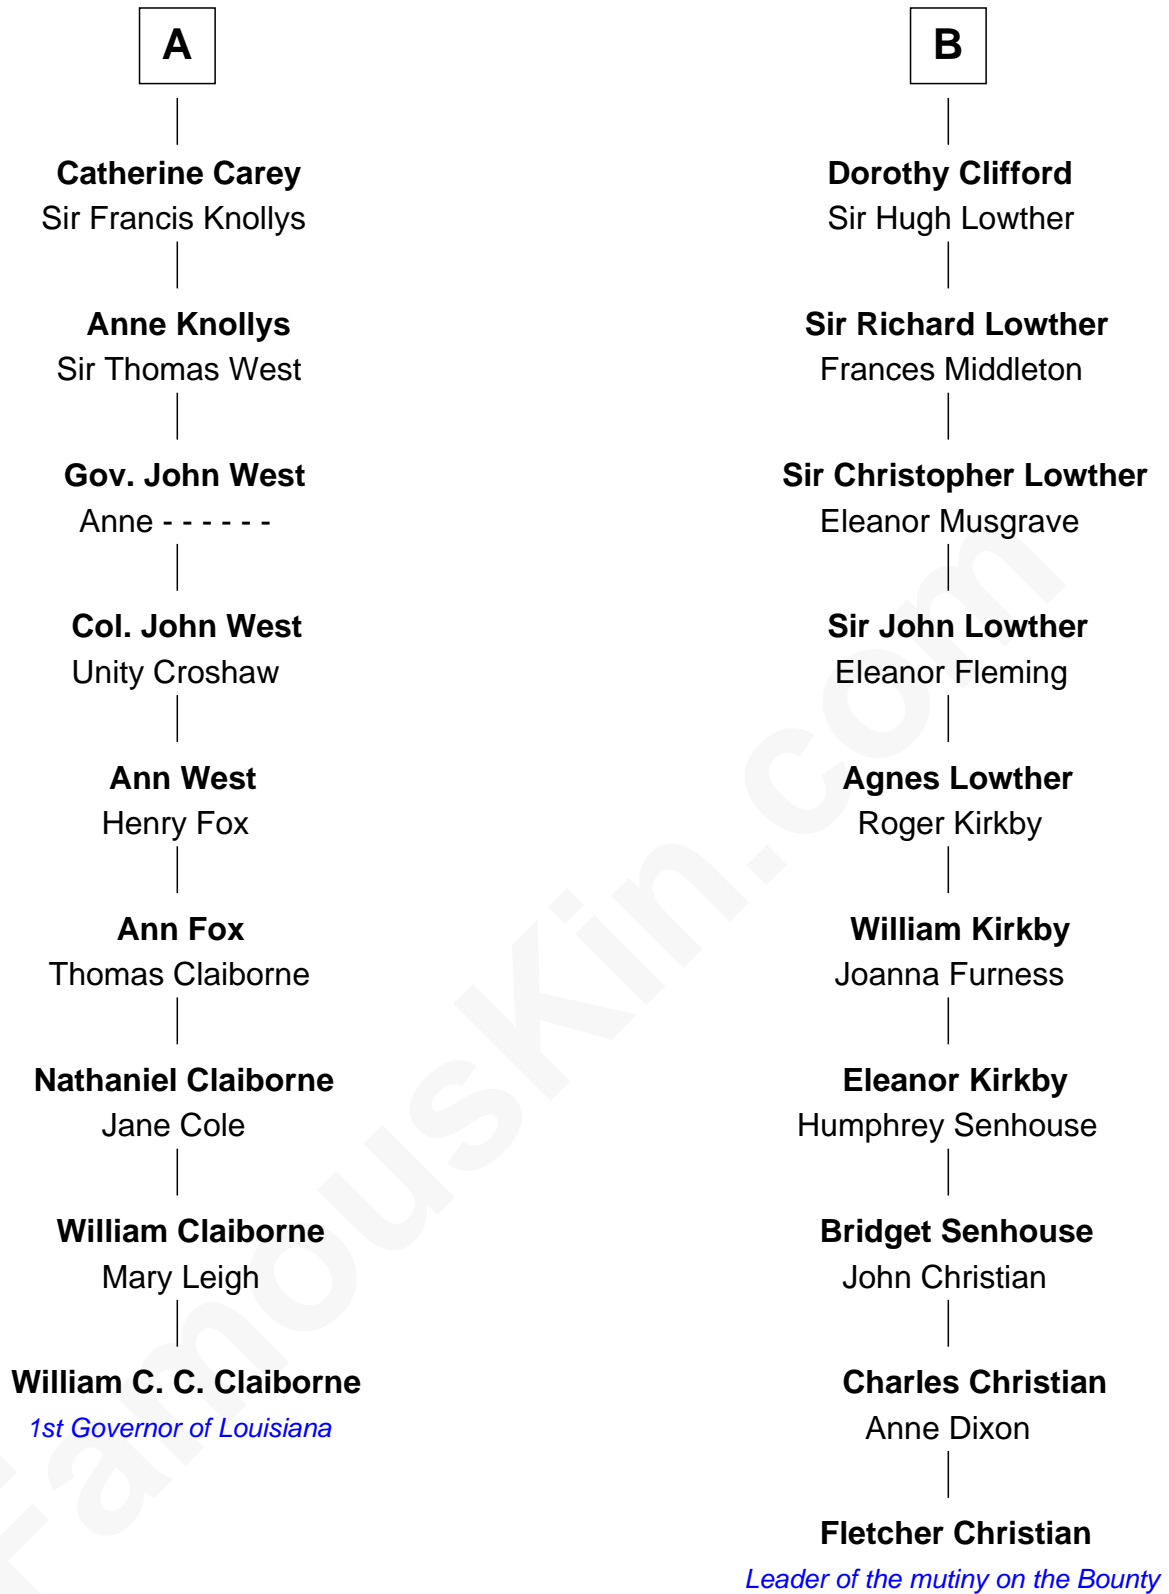 A
Catherine Carey
Sir Francis Knollys
Anne Knollys
Sir Thomas West
Gov. John West
Anne - - - - - -
Col. John West
Unity Croshaw
Ann West
Henry Fox
Ann Fox
Thomas Claiborne
Nathaniel Claiborne
Jane Cole
William Claiborne
Mary Leigh
William C. C. Claiborne
1st Governor of Louisiana
B
Dorothy Clifford
Sir Hugh Lowther
Sir Richard Lowther
Frances Middleton
Sir Christopher Lowther
Eleanor Musgrave
Sir John Lowther
Eleanor Fleming
Agnes Lowther
Roger Kirkby
William Kirkby
Joanna Furness
Eleanor Kirkby
Humphrey Senhouse
Bridget Senhouse
John Christian
Charles Christian
Anne Dixon
Fletcher Christian
Leader of the mutiny on the Bounty
FamousKin.com